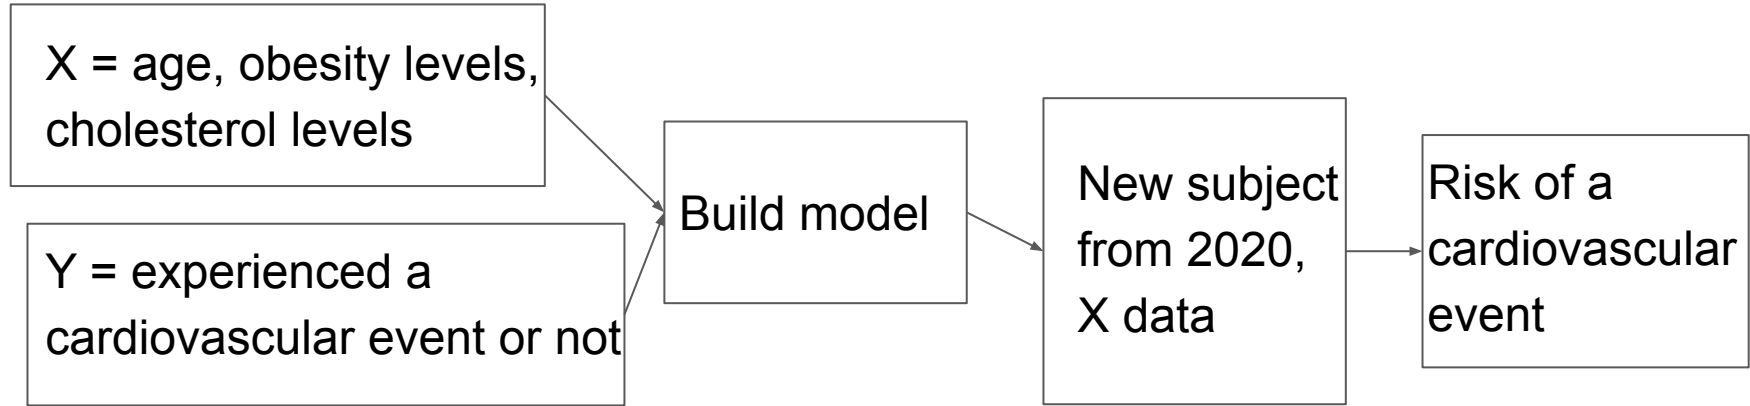 X = age, obesity levels,
cholesterol levels
Y = experienced a
cardiovascular event or not
Build model
New subject
from 2020,
X data
Risk of a
cardiovascular
event